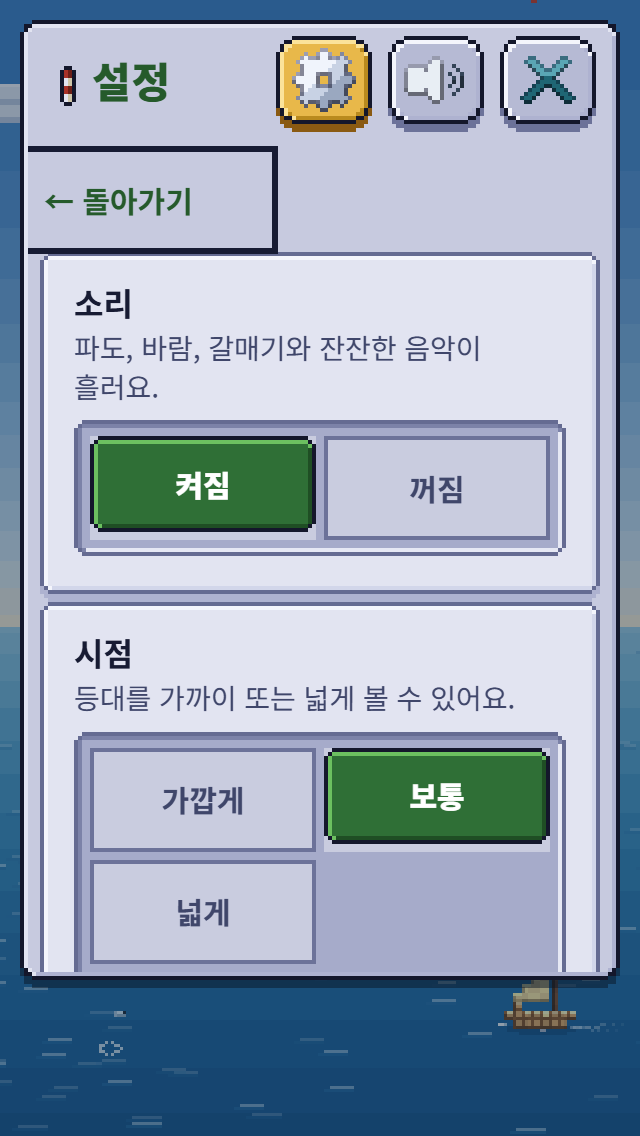 설정
← 돌아가기
소리
파도, 바람, 갈매기와 잔잔한 음악이
흘러요.
켜짐 꺼짐
시점
등대를 가까이 또는 넓게 볼 수 있어요.
가깝게 보통
넓게